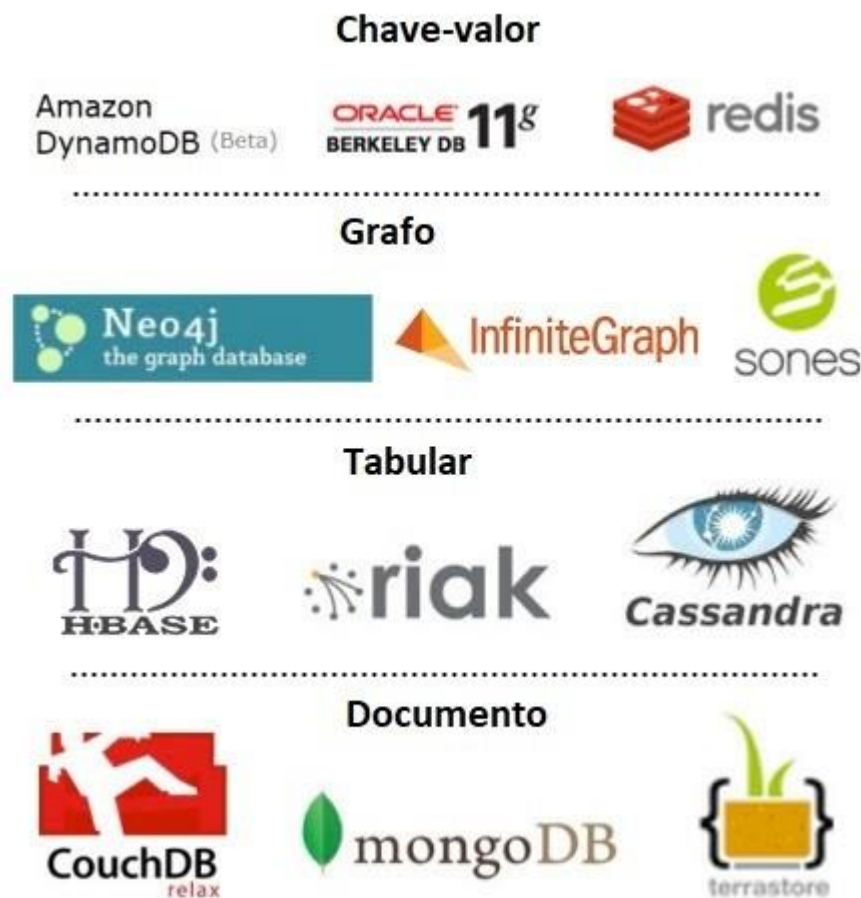 Chave-valor
Amazon
DynamoDB (Beta)
ORACLE
BERKELEY DB 11g
redis
Grafo
Neo4j
the graph database
InfiniteGraph
sones
Tabular
H·BASE
riak
Cassandra
Documento
CouchDB
relax
mongoDB
terrastore